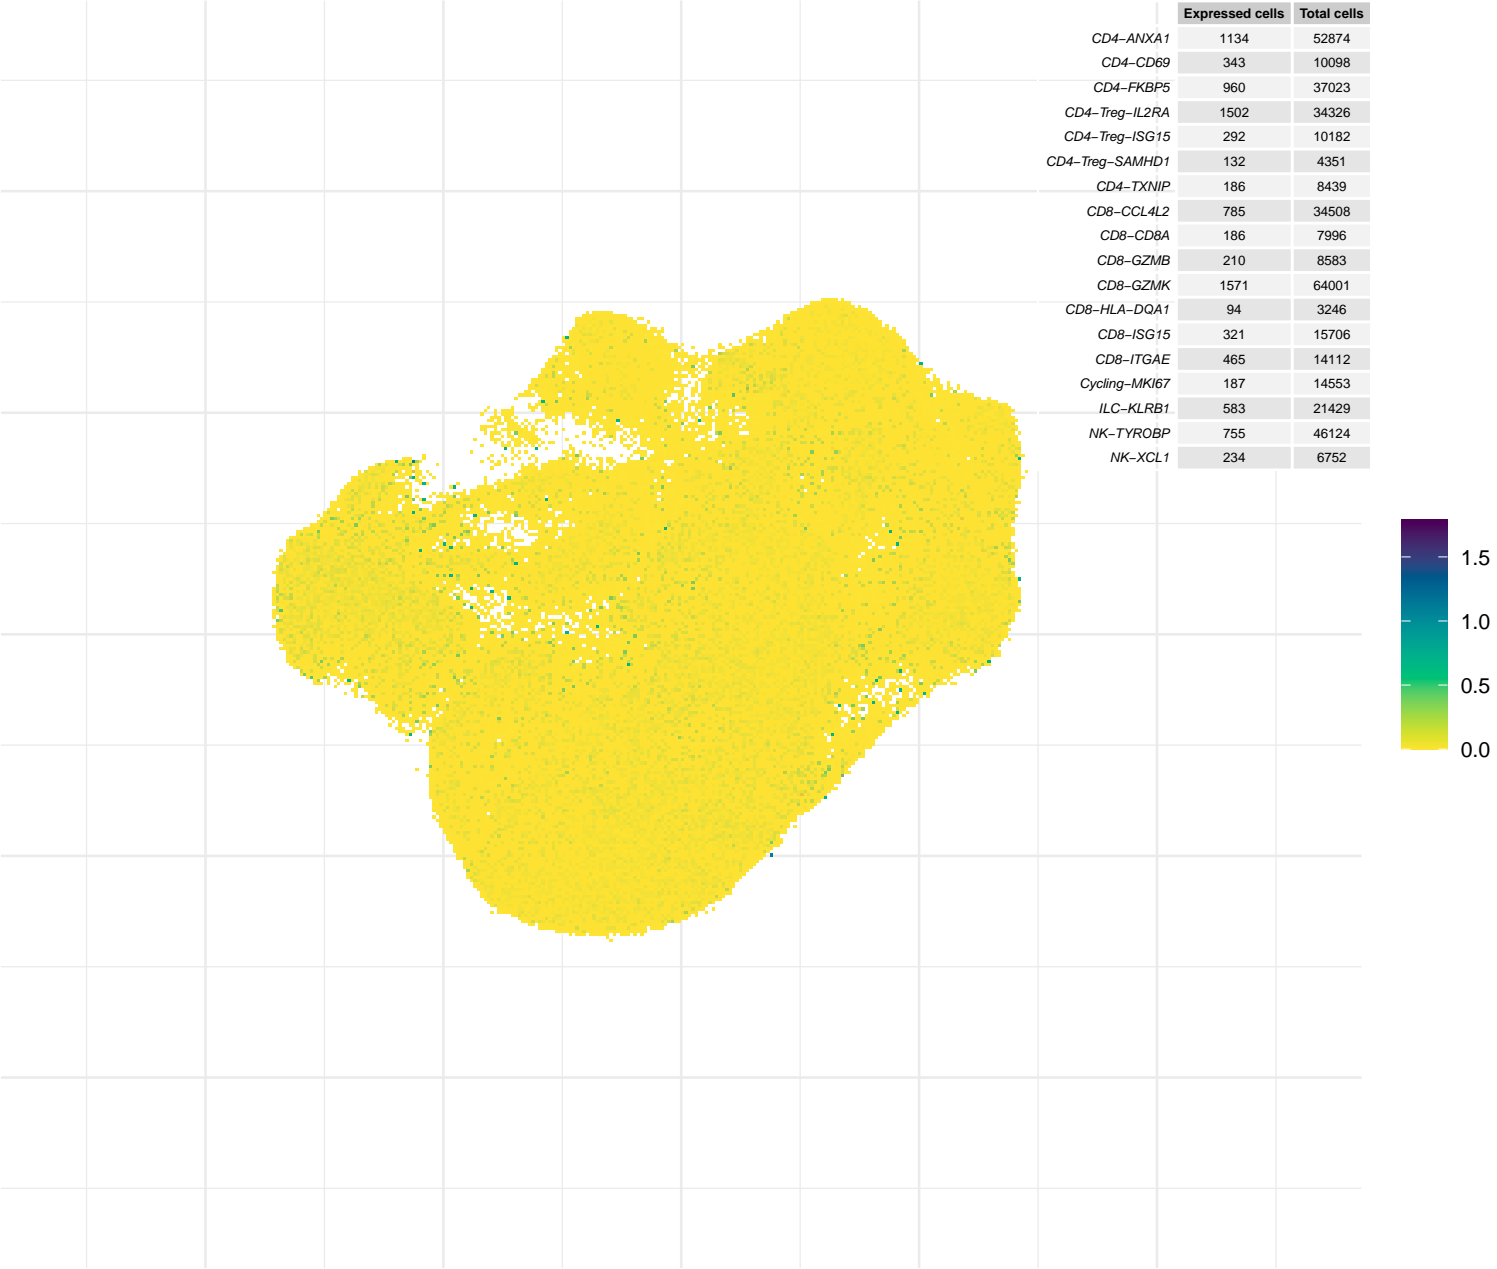 Expressed cells Total cells
CD4−ANXA1 1134 52874
CD4−CD69 343 10098
CD4−FKBP5 960 37023
CD4−Treg−IL2RA 1502 34326
CD4−Treg−ISG15 292 10182
CD4−Treg−SAMHD1 132 4351
CD4−TXNIP 186 8439
CD8−CCL4L2 785 34508
CD8−CD8A 186 7996
CD8−GZMB 210 8583
CD8−GZMK 1571 64001
CD8−HLA−DQA1 94 3246
CD8−ISG15 321 15706
CD8−ITGAE 465 14112
Cycling−MKI67 187 14553
ILC−KLRB1 583 21429
NK−TYROBP 755 46124
NK−XCL1 234 6752
1.5
1.0
0.5
0.0